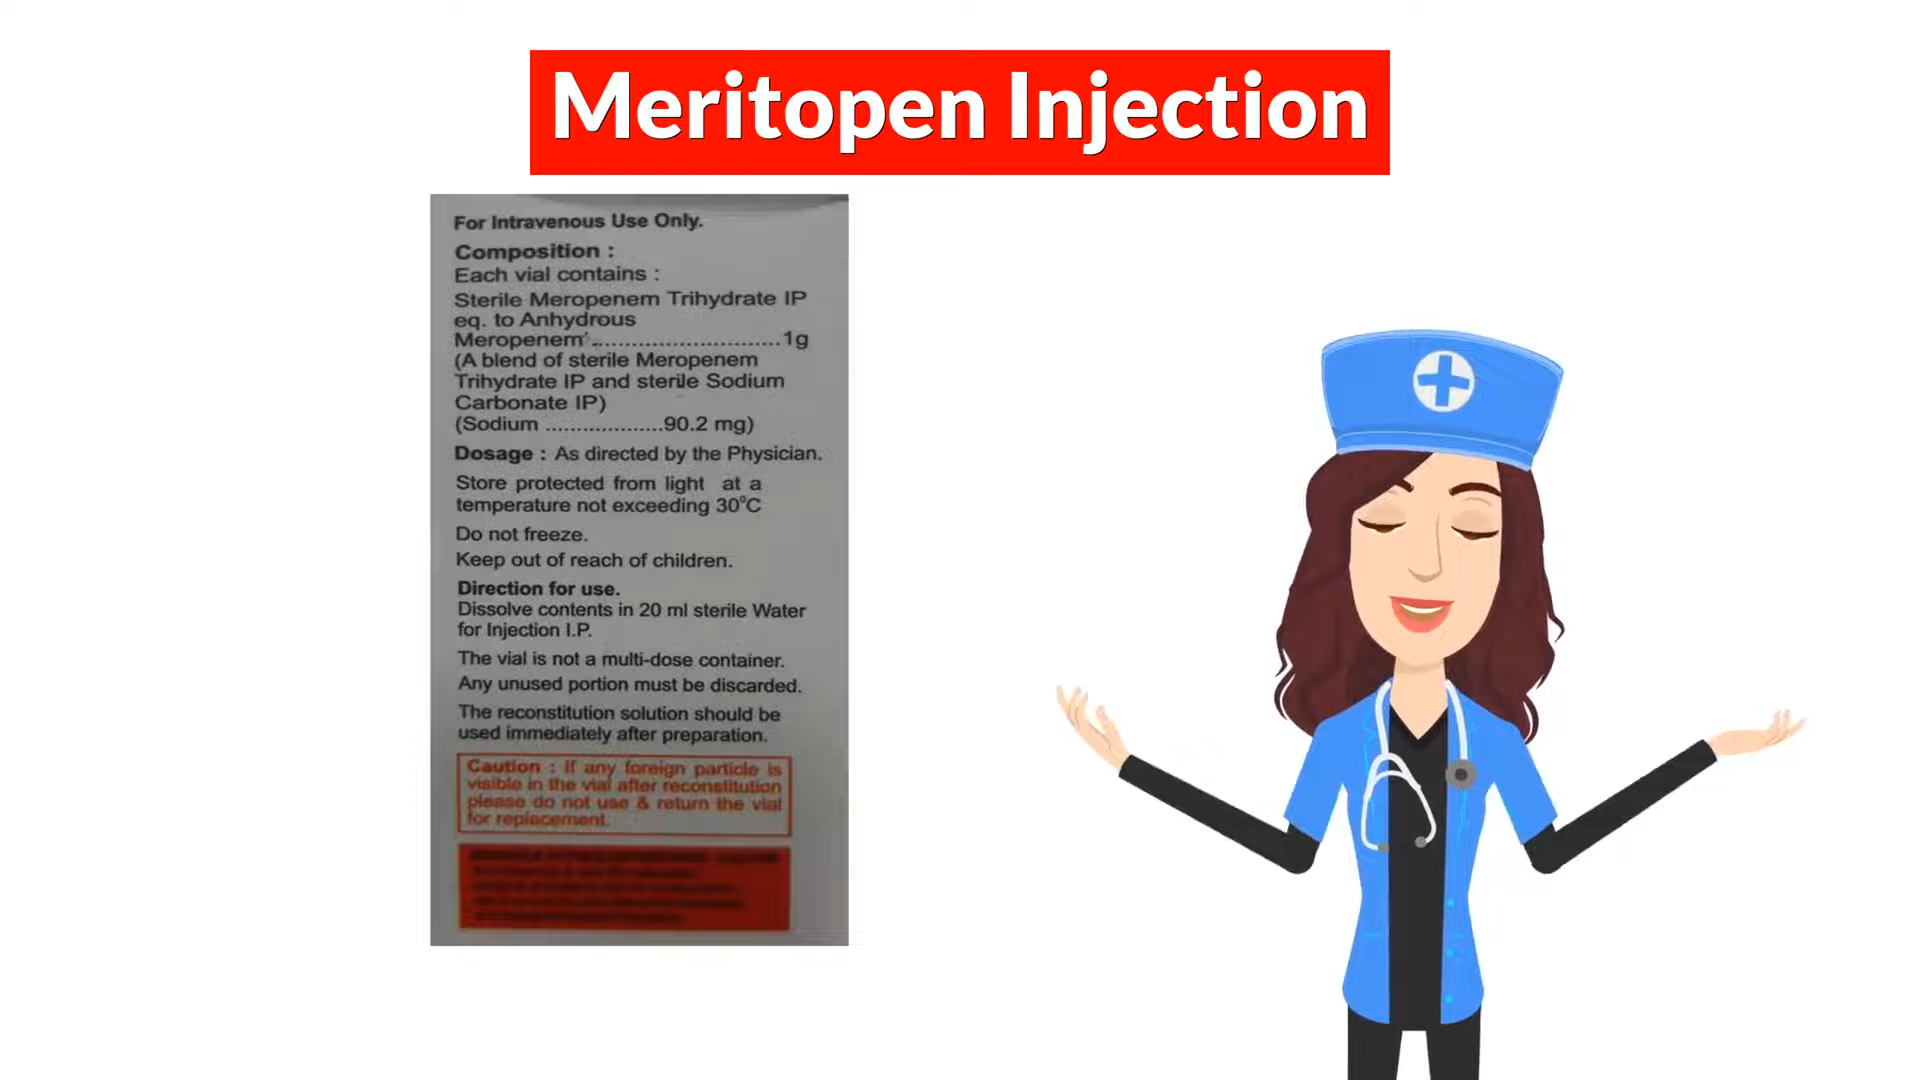 Meritopen Injection
For Intravenous Use Only.
Composition :
Each vial contains :
Sterile Meropenem Trihydrate IP
eq. to Anhydrous
Meropenem..............................1g
(A blend of sterile Meropenem
Trihydrate IP and sterile Sodium
Carbonate IP)
(Sodium ...................90.2 mg)
Dosage : As directed by the Physician.
Store protected from light at a
temperature not exceeding 30°C
Do not freeze.
Keep out of reach of children.
Direction for use.
Dissolve contents in 20 ml sterile Water
for Injection I.P.
The vial is not a multi-dose container.
Any unused portion must be discarded.
The reconstitution solution should be
used immediately after preparation.
Caution : If any foreign particle is
visible in the vial after reconstitution
please do not use & return the vial
for replacement.